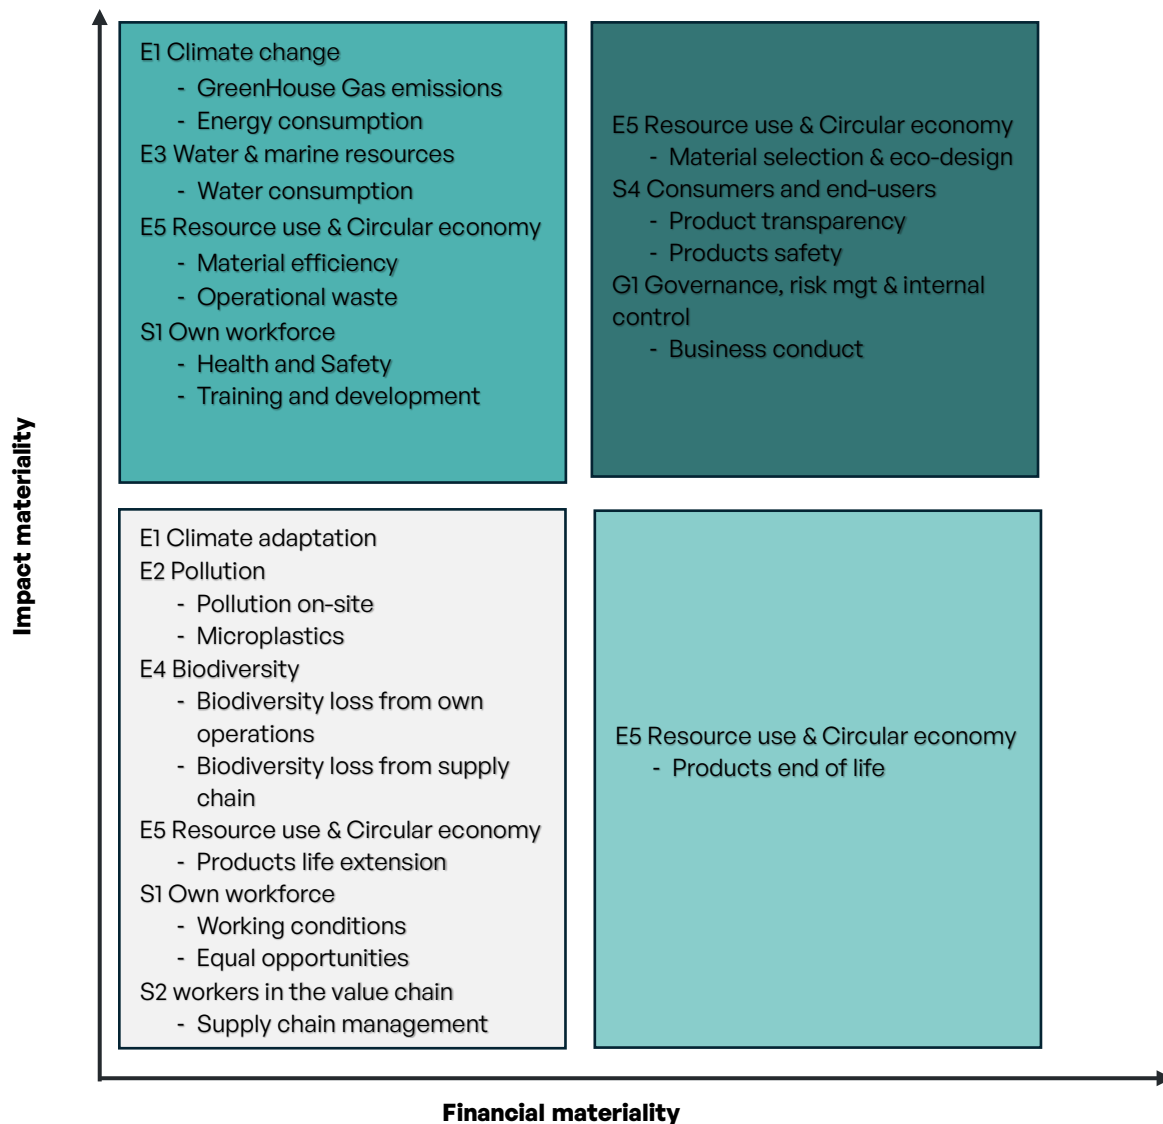 E1 Climate change
- GreenHouse Gas emissions
- Energy consumption
E3 Water & marine resources
- Water consumption
E5 Resource use & Circular economy
- Material efficiency
- Operational waste
S1 Own workforce
- Health and Safety
- Training and development
E5 Resource use & Circular economy
- Material selection & eco-design
S4 Consumers and end-users
- Product transparency
- Products safety
G1 Governance, risk mgt & internal
control
- Business conduct
Impact materiality
E1 Climate adaptation
E2 Pollution
- Pollution on-site
- Microplastics
E4 Biodiversity
- Biodiversity loss from own
operations
- Biodiversity loss from supply
chain
E5 Resource use & Circular economy
- Products life extension
S1 Own workforce
- Working conditions
- Equal opportunities
S2 workers in the value chain
- Supply chain management
E5 Resource use & Circular economy
- Products end of life
Financial materiality